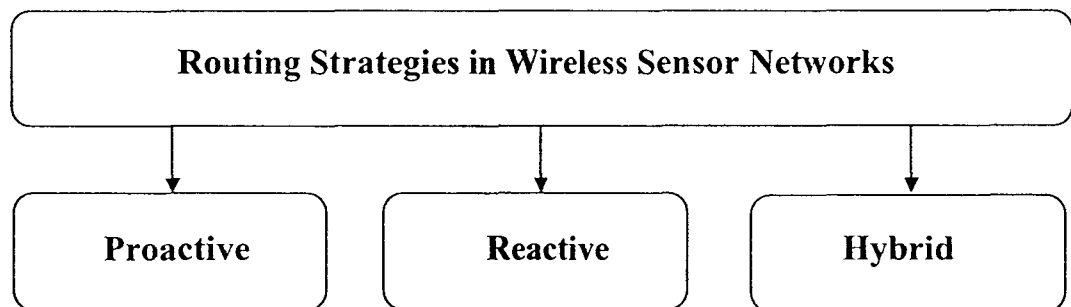 Routing Strategies in Wireless Sensor Networks
Proactive
Reactive
Hybrid